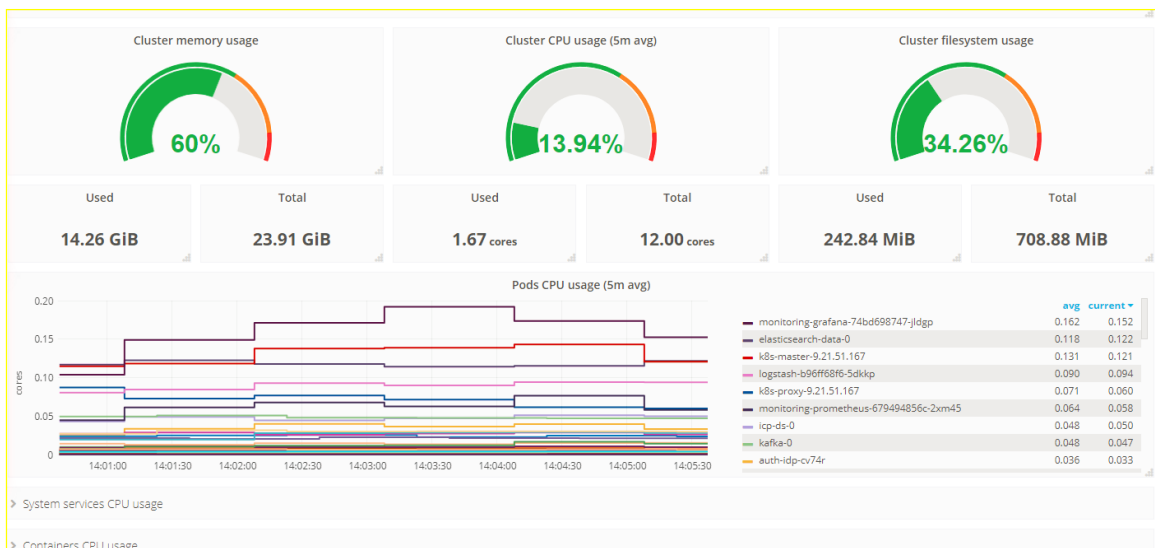 Cluster memory usage
Cluster CPU usage (5m avg)
Cluster filesystem usage
60%
13.94%
34.26%
Used
Total
Used
Total
Used
Total
14.26 GiB
23.91 GiB
1.67 cores
12.00 cores
242.84 MiB
708.88 MiB
Pods CPU usage (5m avg)
cores
0.20
0.15
0.10
0.05
0
14:01:00 14:01:30 14:02:00 14:02:30 14:03:00 14:03:30 14:04:00 14:04:30 14:05:00 14:05:30
avg current
monitoring-grafana-74bd698747-jldgp 0.162 0.152
elasticsearch-data-0 0.118 0.122
k8s-master-9.21.51.167 0.131 0.121
logstash-b96ff68f6-5dkkp 0.090 0.094
k8s-proxy-9.21.51.167 0.071 0.060
monitoring-prometheus-679494856c-2xm45 0.064 0.058
icp-ds-0 0.048 0.050
kafka-0 0.048 0.047
auth-idp-cv74r 0.036 0.033
System services CPU usage
Containers CPU usage